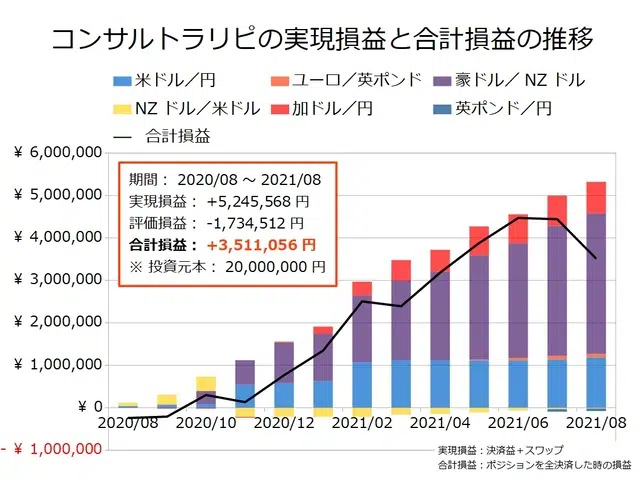 コンサルトラリピの実現損益と合計損益の推移
米ドル／円 ユーロ／英ポンド 豪ドル／ NZ ドル
NZ ドル／米ドル 加ドル／円 英ポンド／円
合計損益
¥ 6,000,000
¥ 5,000,000
¥ 4,000,000
¥ 3,000,000
¥ 2,000,000
¥ 1,000,000
¥ 0
- ¥ 1,000,000
期間： 2020/08 ～ 2021/08
実現損益： +5,245,568 円
評価損益： -1,734,512 円
合計損益： +3,511,056 円
※ 投資元本： 20,000,000 円
2020/08 2020/10 2020/12 2021/02 2021/04 2021/06 2021/08
実現損益：決済益＋スワップ
合計損益：ポジションを全決済した時の損益